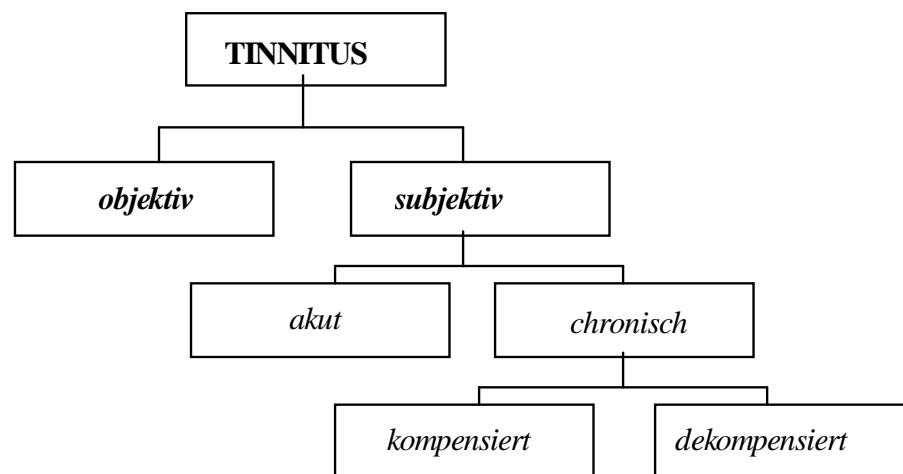 TINNITUS
objektiv
subjektiv
akut
chronisch
kompensiert
dekompensiert